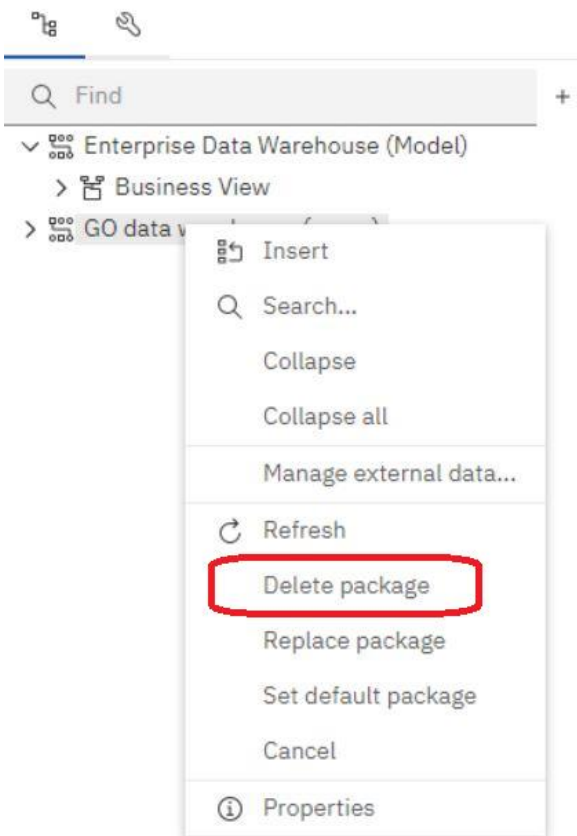 Find
Enterprise Data Warehouse (Model)
Business View
GO data
Insert
Search...
Collapse
Collapse all
Manage external data...
Refresh
Delete package
Replace package
Set default package
Cancel
Properties